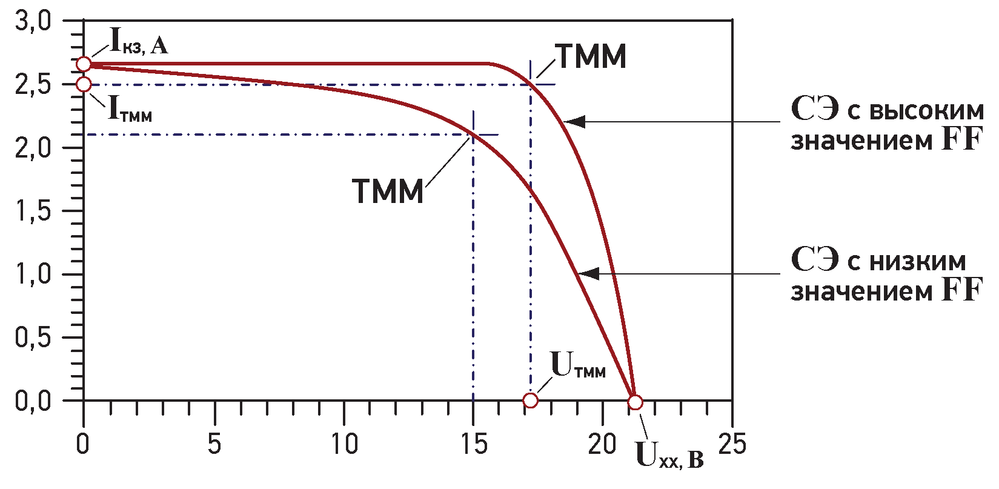 3,0
Iкз, А
ТММ
2,5
Iтмм
СЭ с высоким
значением FF
2,0
ТММ
1,5
СЭ с низким
значением FF
1,0
0,5
Uтмм
0,0
0 5 10 15 20 25
Uхх, В